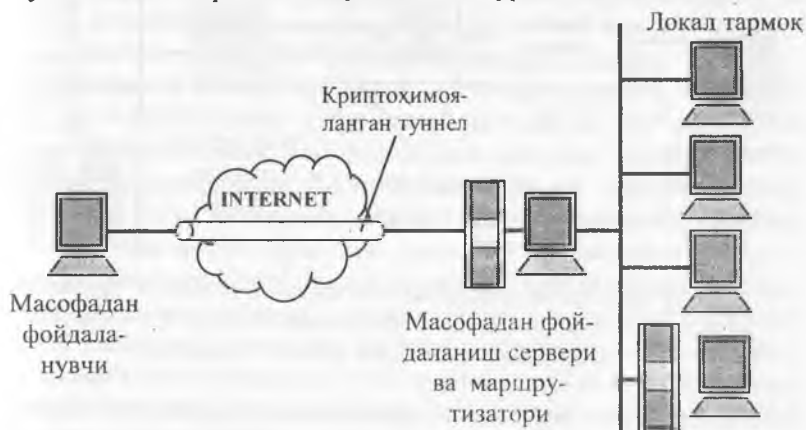 Локал тармоқ
Криптоҳимоя-
ланган туннел
INTERNET
Масофадан
фойдала-
нувчи
Масофадан фой-
даланиш сервери
ва маршру-
тизатори